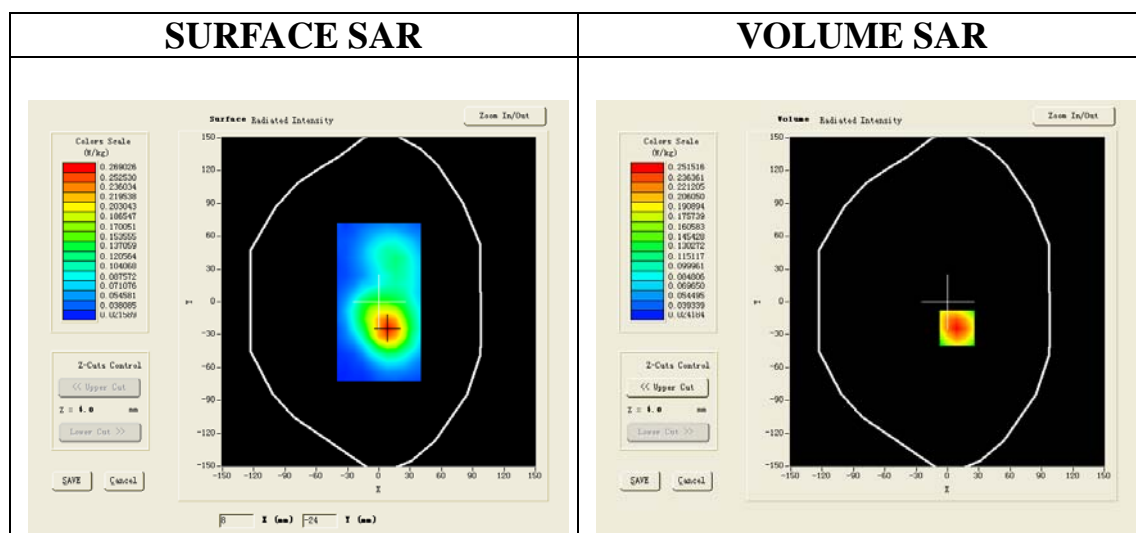 SURFACE SAR
VOLUME SAR
Surface Radiated Intensity
Zoom In/Out
Colors Scale
(W/kg)
0.269026
0.252530
0.236034
0.219538
0.203043
0.186547
0.170051
0.153555
0.137059
0.120564
0.104068
0.087572
0.071076
0.054581
0.038085
0.021589
150
120
90
60
30
0
-30
-60
-90
-120
-150
Y
-150 -120 -90 -60 -30 0 30 60 90 120 150
X
Z-Cuts Control
<< Upper Cut
Z = 4.0 mm
Lower Cut >>
SAVE Cancel
8 X (mm) -24 Y (mm)
Volume Radiated Intensity
Zoom In/Out
Colors Scale
(W/kg)
0.251516
0.236361
0.221205
0.206050
0.190894
0.175739
0.160583
0.145428
0.130272
0.115117
0.099961
0.084806
0.069650
0.054495
0.039339
0.024184
150
120
90
60
30
0
-30
-60
-90
-120
-150
Y
-150 -120 -90 -60 -30 0 30 60 90 120 150
X
Z-Cuts Control
<< Upper Cut
Z = 4.0 mm
Lower Cut >>
SAVE Cancel